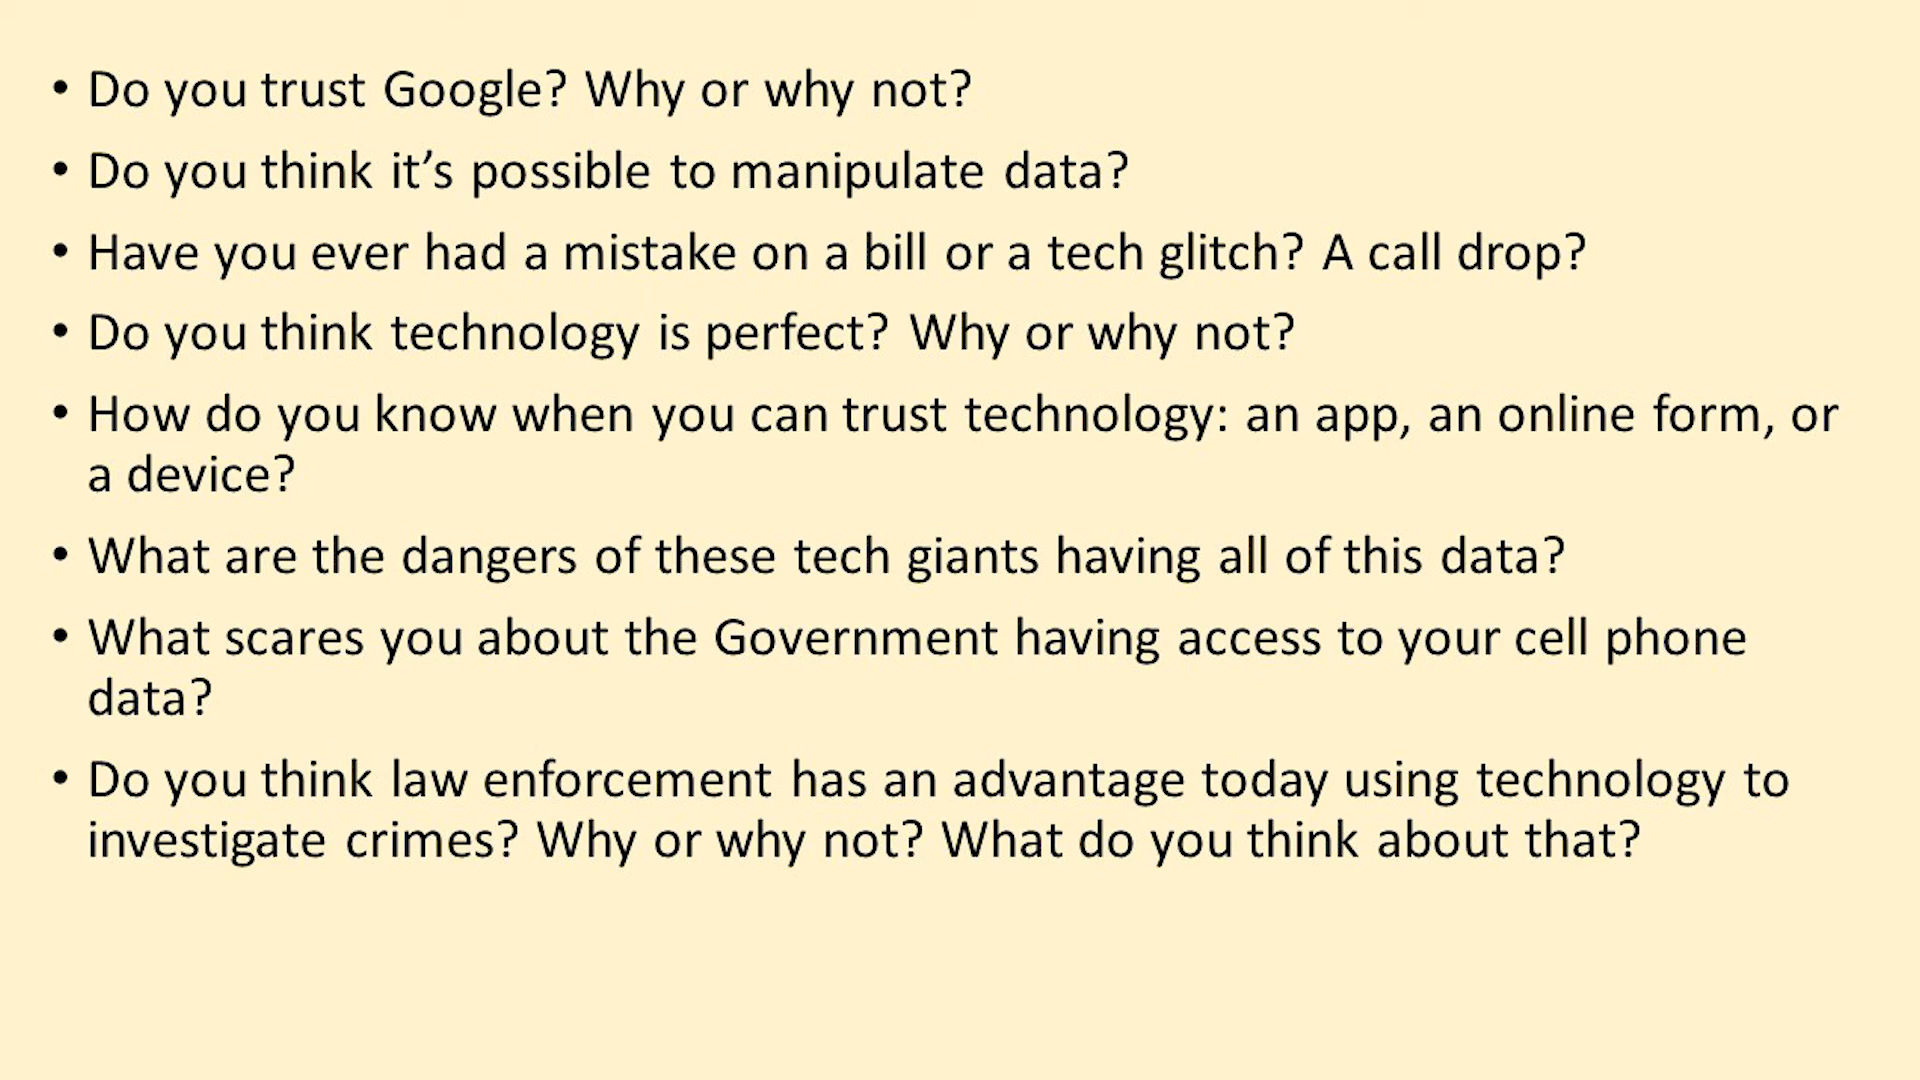 • Do you trust Google? Why or why not?
• Do you think it’s possible to manipulate data?
• Have you ever had a mistake on a bill or a tech glitch? A call drop?
• Do you think technology is perfect? Why or why not?
• How do you know when you can trust technology: an app, an online form, or
a device?
• What are the dangers of these tech giants having all of this data?
• What scares you about the Government having access to your cell phone
data?
• Do you think law enforcement has an advantage today using technology to
investigate crimes? Why or why not? What do you think about that?